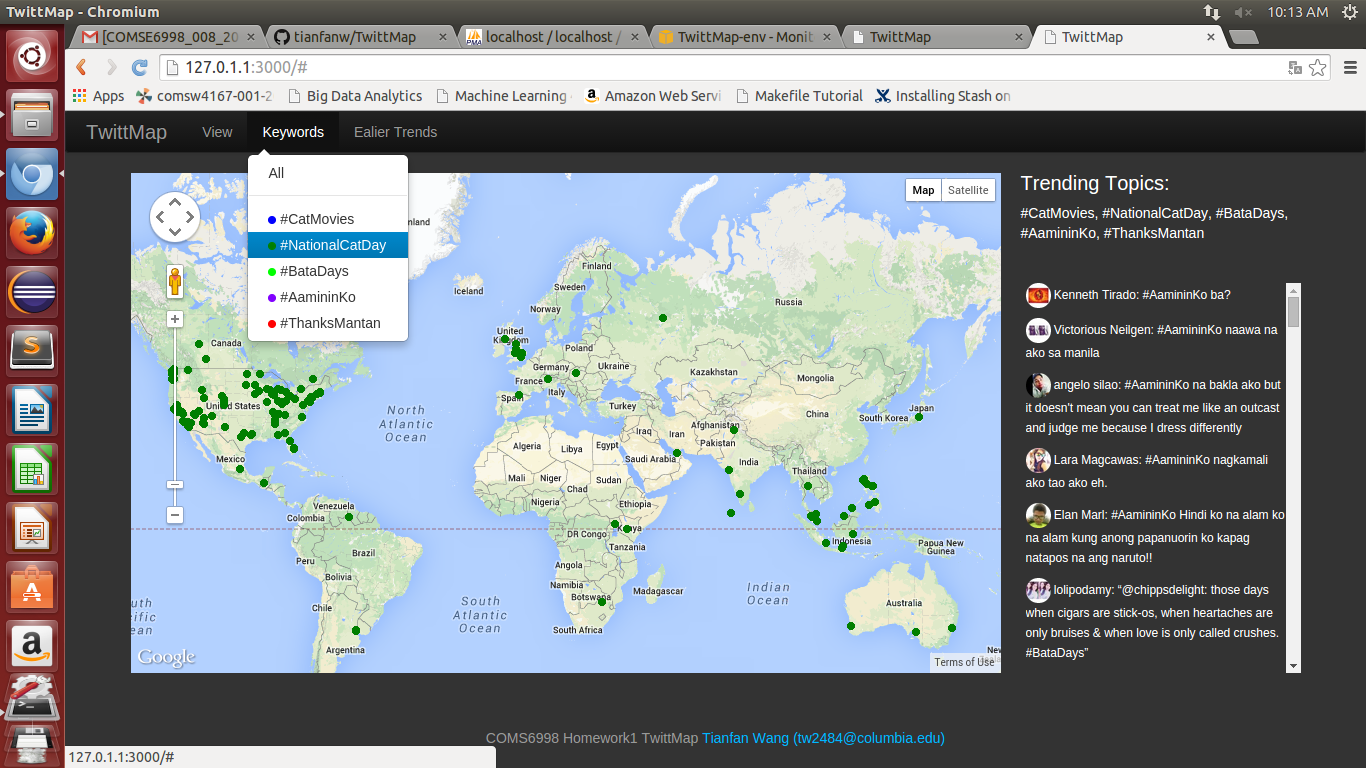 TwittMap - Chromium
10:13 AM
[COMSE6998_008_20
tianfanw/TwittMap
localhost / localhost /
TwittMap-env - Monit
TwittMap
TwittMap
127.0.1.1:3000/#
Apps
comsw4167-001-2
Big Data Analytics
Machine Learning
Amazon Web Servi
Makefile Tutorial
Installing Stash on
TwittMap
View
Keywords
Ealier Trends
All
#CatMovies
#NationalCatDay
#BataDays
#AamininKo
#ThanksMantan
Map
Satellite
nland
Iceland
Finland
Sweden
Norway
Russia
United
Kingdom
Poland
Germany
Ukraine
France
Italy
Spain
Kazakhstan
Mongolia
Turkey
China
South Korea
Japan
Afghanistan
Iraq
Iran
Pakistan
Canada
United States
North
Atlantic
Ocean
Mexico
Algeria
Libya
Egypt
Saudi Arabia
India
Thailand
Mali
Niger
Chad
Sudan
Nigeria
Ethiopia
Venezuela
Colombia
DR Congo
Kenya
Tanzania
Indonesia
Papua New
Guinea
Brazil
Peru
Bolivia
Angola
Namibia
Botswana
Madagascar
Indian
Ocean
Australia
South
Atlantic
Ocean
South Africa
Chile
Argentina
uth
ific
ean
New
Google
Terms of Use
Trending Topics:
#CatMovies, #NationalCatDay, #BataDays,
#AamininKo, #ThanksMantan
Kenneth Tirado: #AamininKo ba?
Victorious Neilgen: #AamininKo naawa na
ako sa manila
angelo silao: #AamininKo na bakla ako but
it doesn't mean you can treat me like an outcast
and judge me because I dress differently
Lara Magcawas: #AamininKo nagkamali
ako tao ako eh.
Elan Marl: #AamininKo Hindi ko na alam ko
na alam kung anong papanuorin ko kapag
natapos na ang naruto!!
lolipodamy: “@chippsdelight: those days
when cigars are stick-os, when heartaches are
only bruises & when love is only called crushes.
#BataDays”
COMS6998 Homework1 TwittMap Tianfan Wang (tw2484@columbia.edu)
127.0.1.1:3000/#